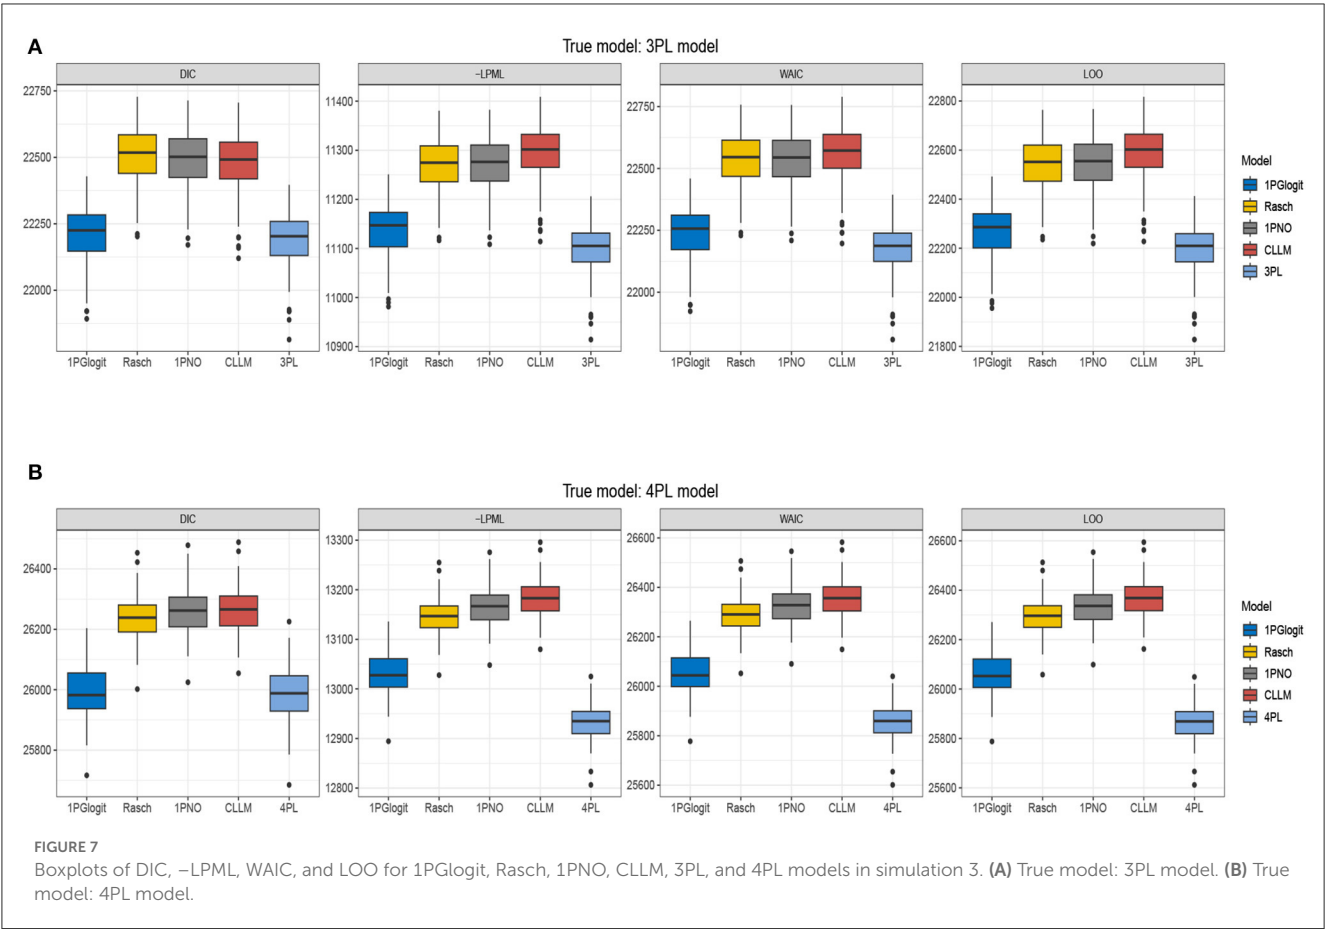 A
True model: 3PL model
DIC
−LPML
WAIC
LOO
22750
22500
22250
22000
11400
11300
11200
11100
11000
10900
22750
22500
22250
22000
22800
22600
22400
22200
22000
21800
1PGlogit Rasch 1PNO CLLM 3PL
1PGlogit Rasch 1PNO CLLM 3PL
1PGlogit Rasch 1PNO CLLM 3PL
1PGlogit Rasch 1PNO CLLM 3PL
Model
1PGlogit
Rasch
1PNO
CLLM
3PL
B
True model: 4PL model
DIC
−LPML
WAIC
LOO
26400
26200
26000
25800
13300
13200
13100
13000
12900
12800
26600
26400
26200
26000
25800
25600
26600
26400
26200
26000
25800
25600
1PGlogit Rasch 1PNO CLLM 4PL
1PGlogit Rasch 1PNO CLLM 4PL
1PGlogit Rasch 1PNO CLLM 4PL
1PGlogit Rasch 1PNO CLLM 4PL
Model
1PGlogit
Rasch
1PNO
CLLM
4PL
FIGURE 7
Boxplots of DIC, −LPML, WAIC, and LOO for 1PGlogit, Rasch, 1PNO, CLLM, 3PL, and 4PL models in simulation 3. (A) True model: 3PL model. (B) True
model: 4PL model.